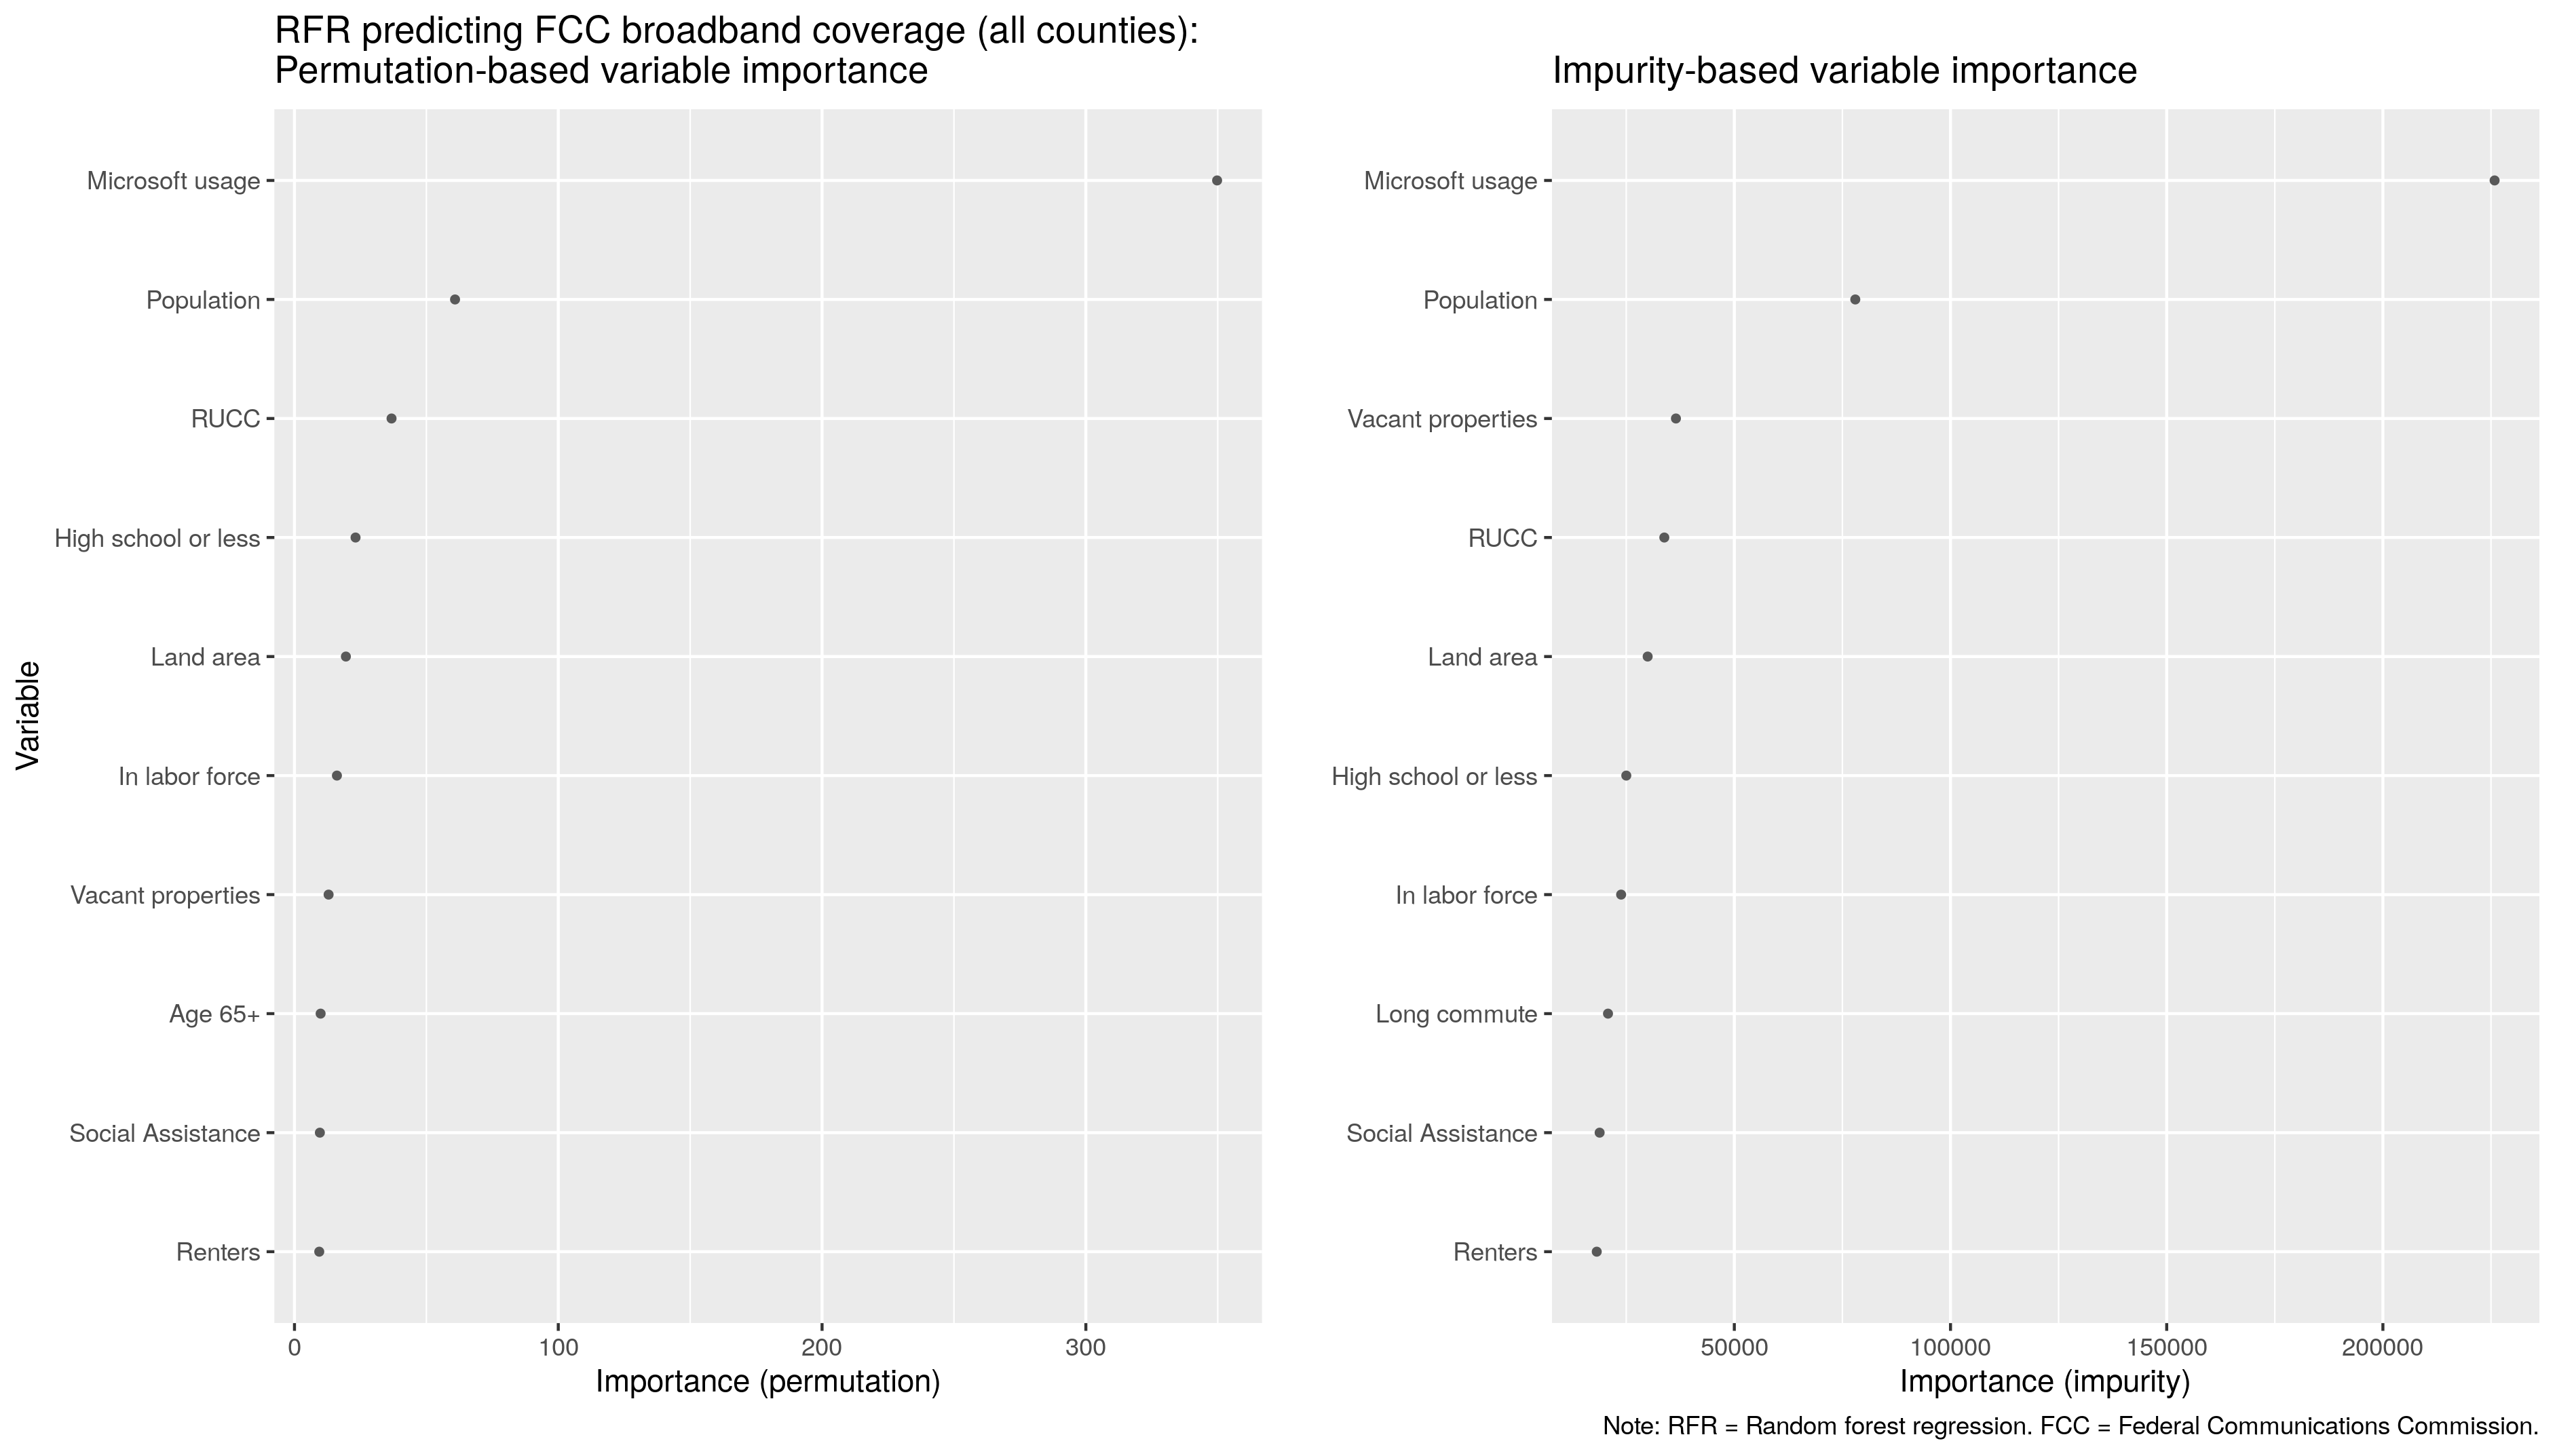 RFR predicting FCC broadband coverage (all counties):
Permutation-based variable importance
Variable
Microsoft usage
Population
RUCC
High school or less
Land area
In labor force
Vacant properties
Age 65+
Social Assistance
Renters
0 100 200 300
Importance (permutation)
Impurity-based variable importance
Microsoft usage
Population
Vacant properties
RUCC
Land area
High school or less
In labor force
Long commute
Social Assistance
Renters
50000 100000 150000 200000
Importance (impurity)
Note: RFR = Random forest regression. FCC = Federal Communications Commission.